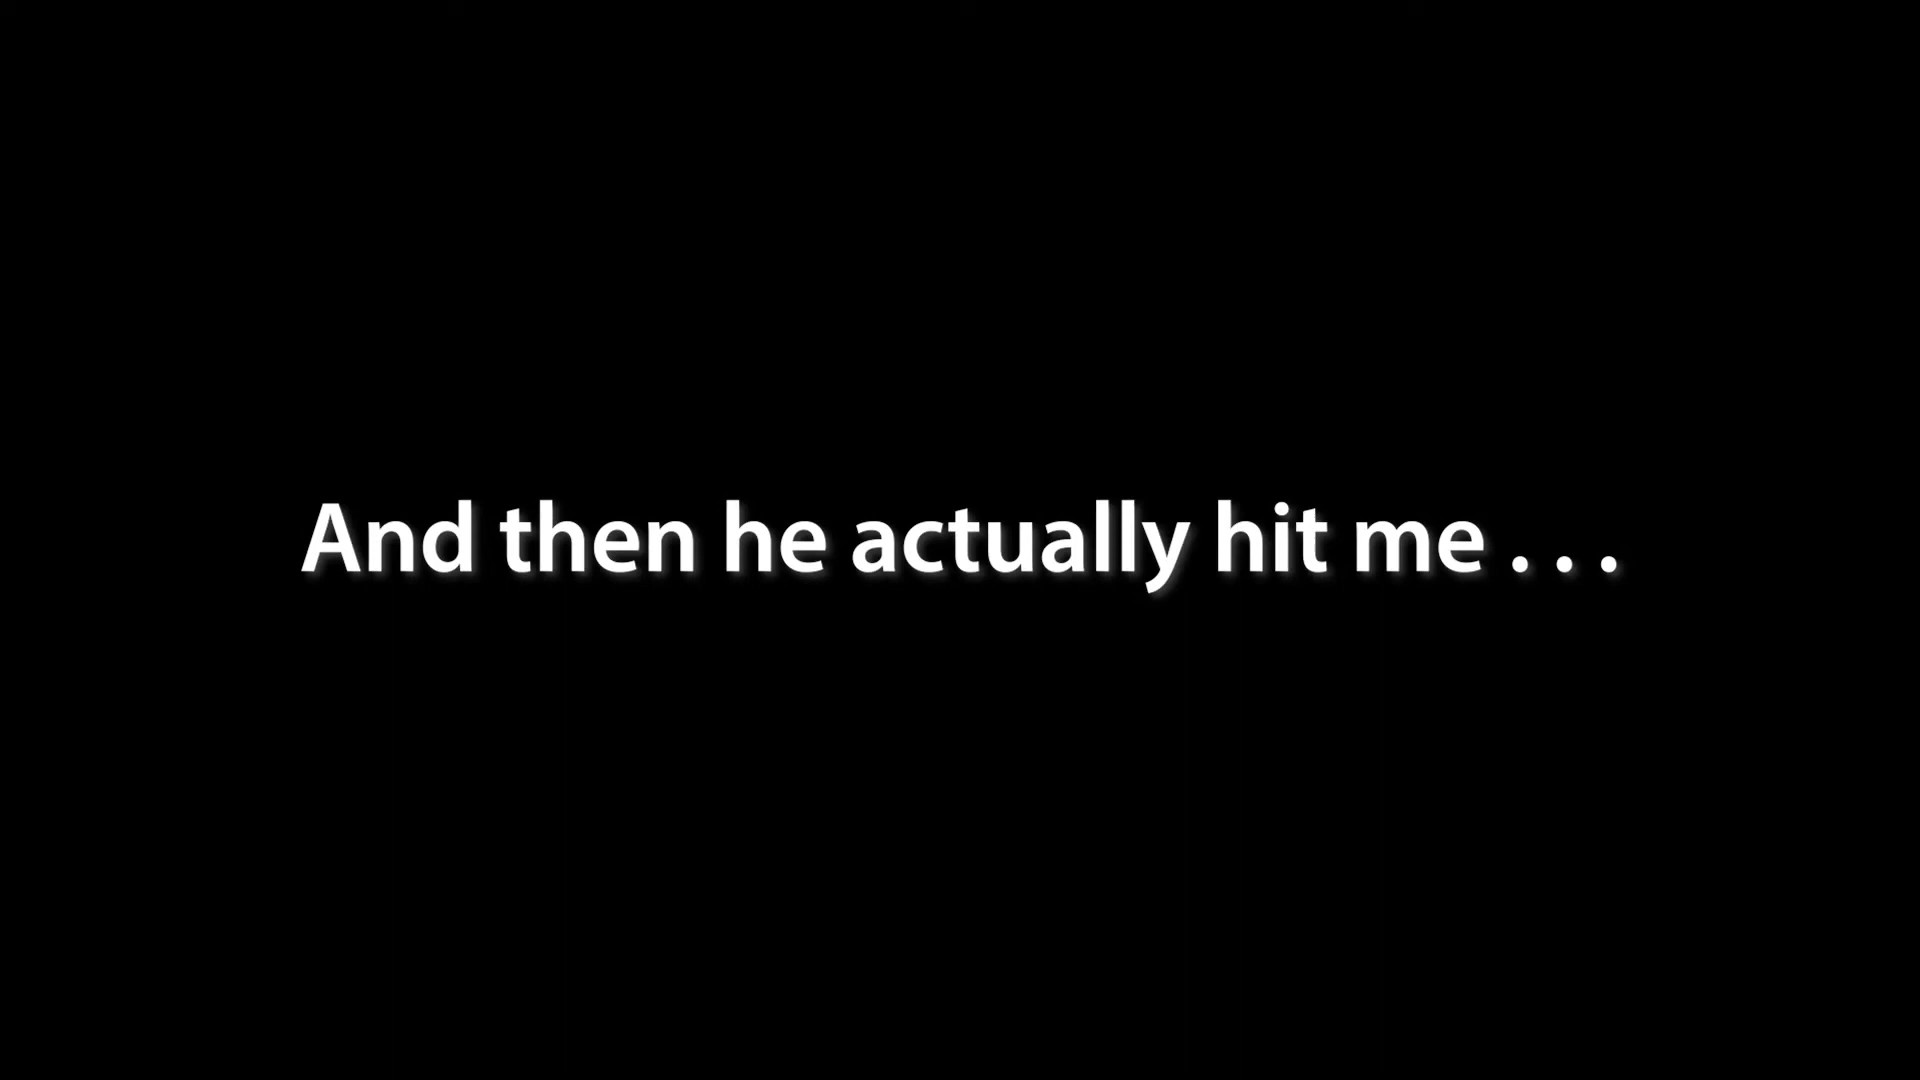 And then he actually hit me . . .